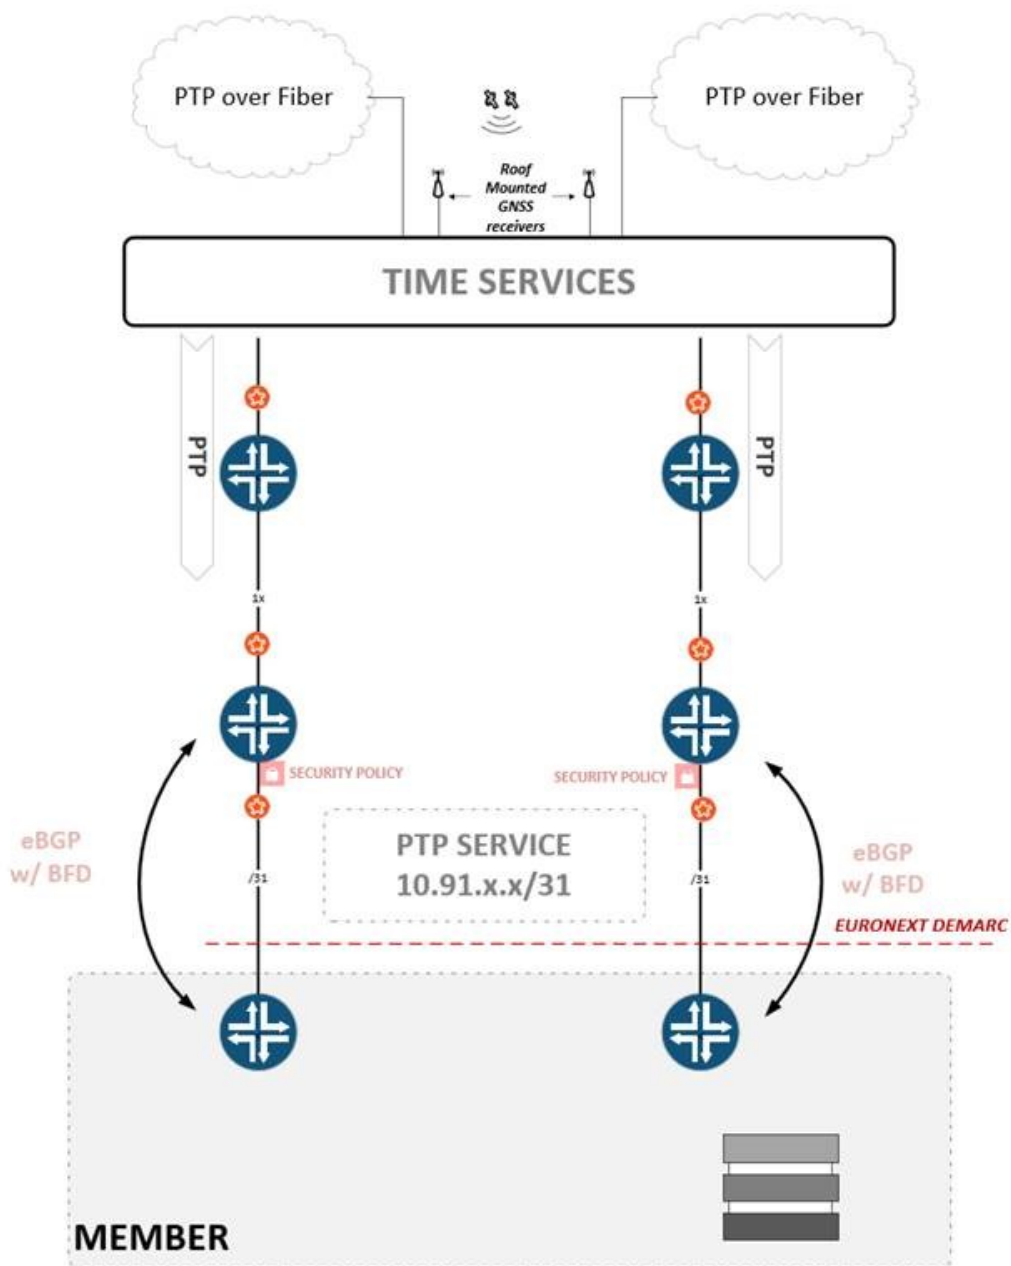 PTP over Fiber
PTP over Fiber
Roof
Mounted
GNSS
receivers
TIME SERVICES
PTP
PTP
1x
1x
SECURITY POLICY
SECURITY POLICY
eBGP
w/ BFD
PTP SERVICE
10.91.x.x/31
eBGP
w/ BFD
/31
/31
EURONEXT DEMARC
MEMBER